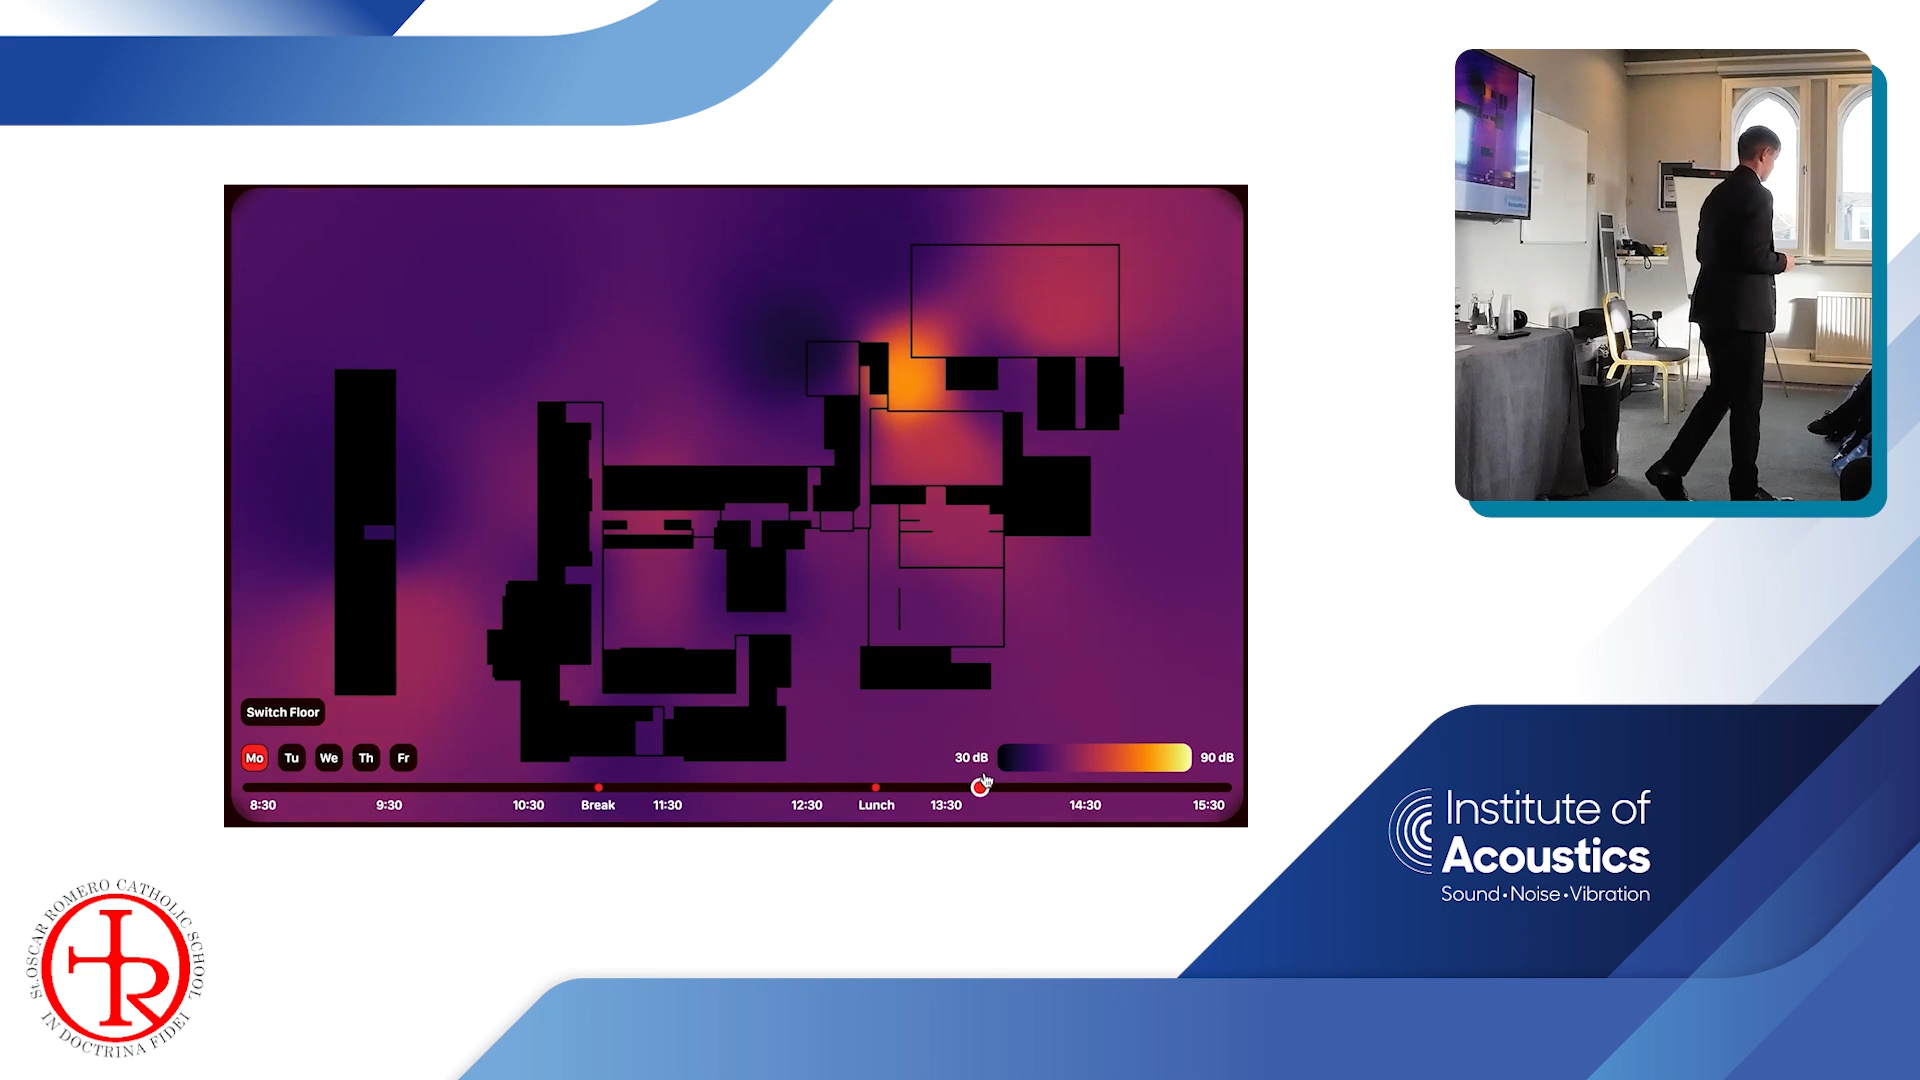 Switch Floor
Mo Tu We Th Fr
30 dB 90 dB
8:30 9:30 10:30 Break 11:30 12:30 Lunch 13:30 14:30 15:30
Institute of
Acoustics
Sound•Noise•Vibration
St.OSCAR ROMERO CATHOLIC SCHOOL
IN DOCTRINA FIDEI